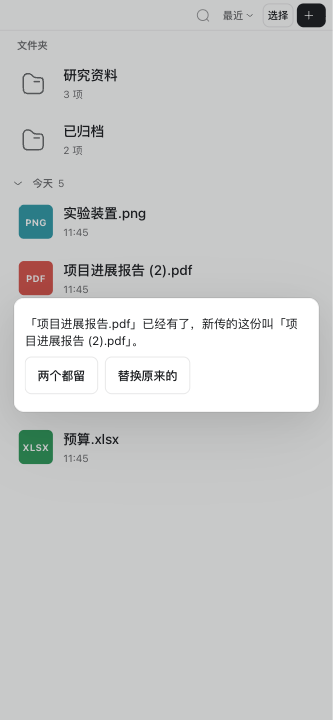 最近
选择
文件夹
研究资料
3 项
已归档
2 项
今天 5
PNG
实验装置.png
11:45
PDF
项目进展报告 (2).pdf
11:45
「项目进展报告.pdf」已经有了，新传的这份叫「项
目进展报告 (2).pdf」。
两个都留
替换原来的
XLSX
预算.xlsx
11:45